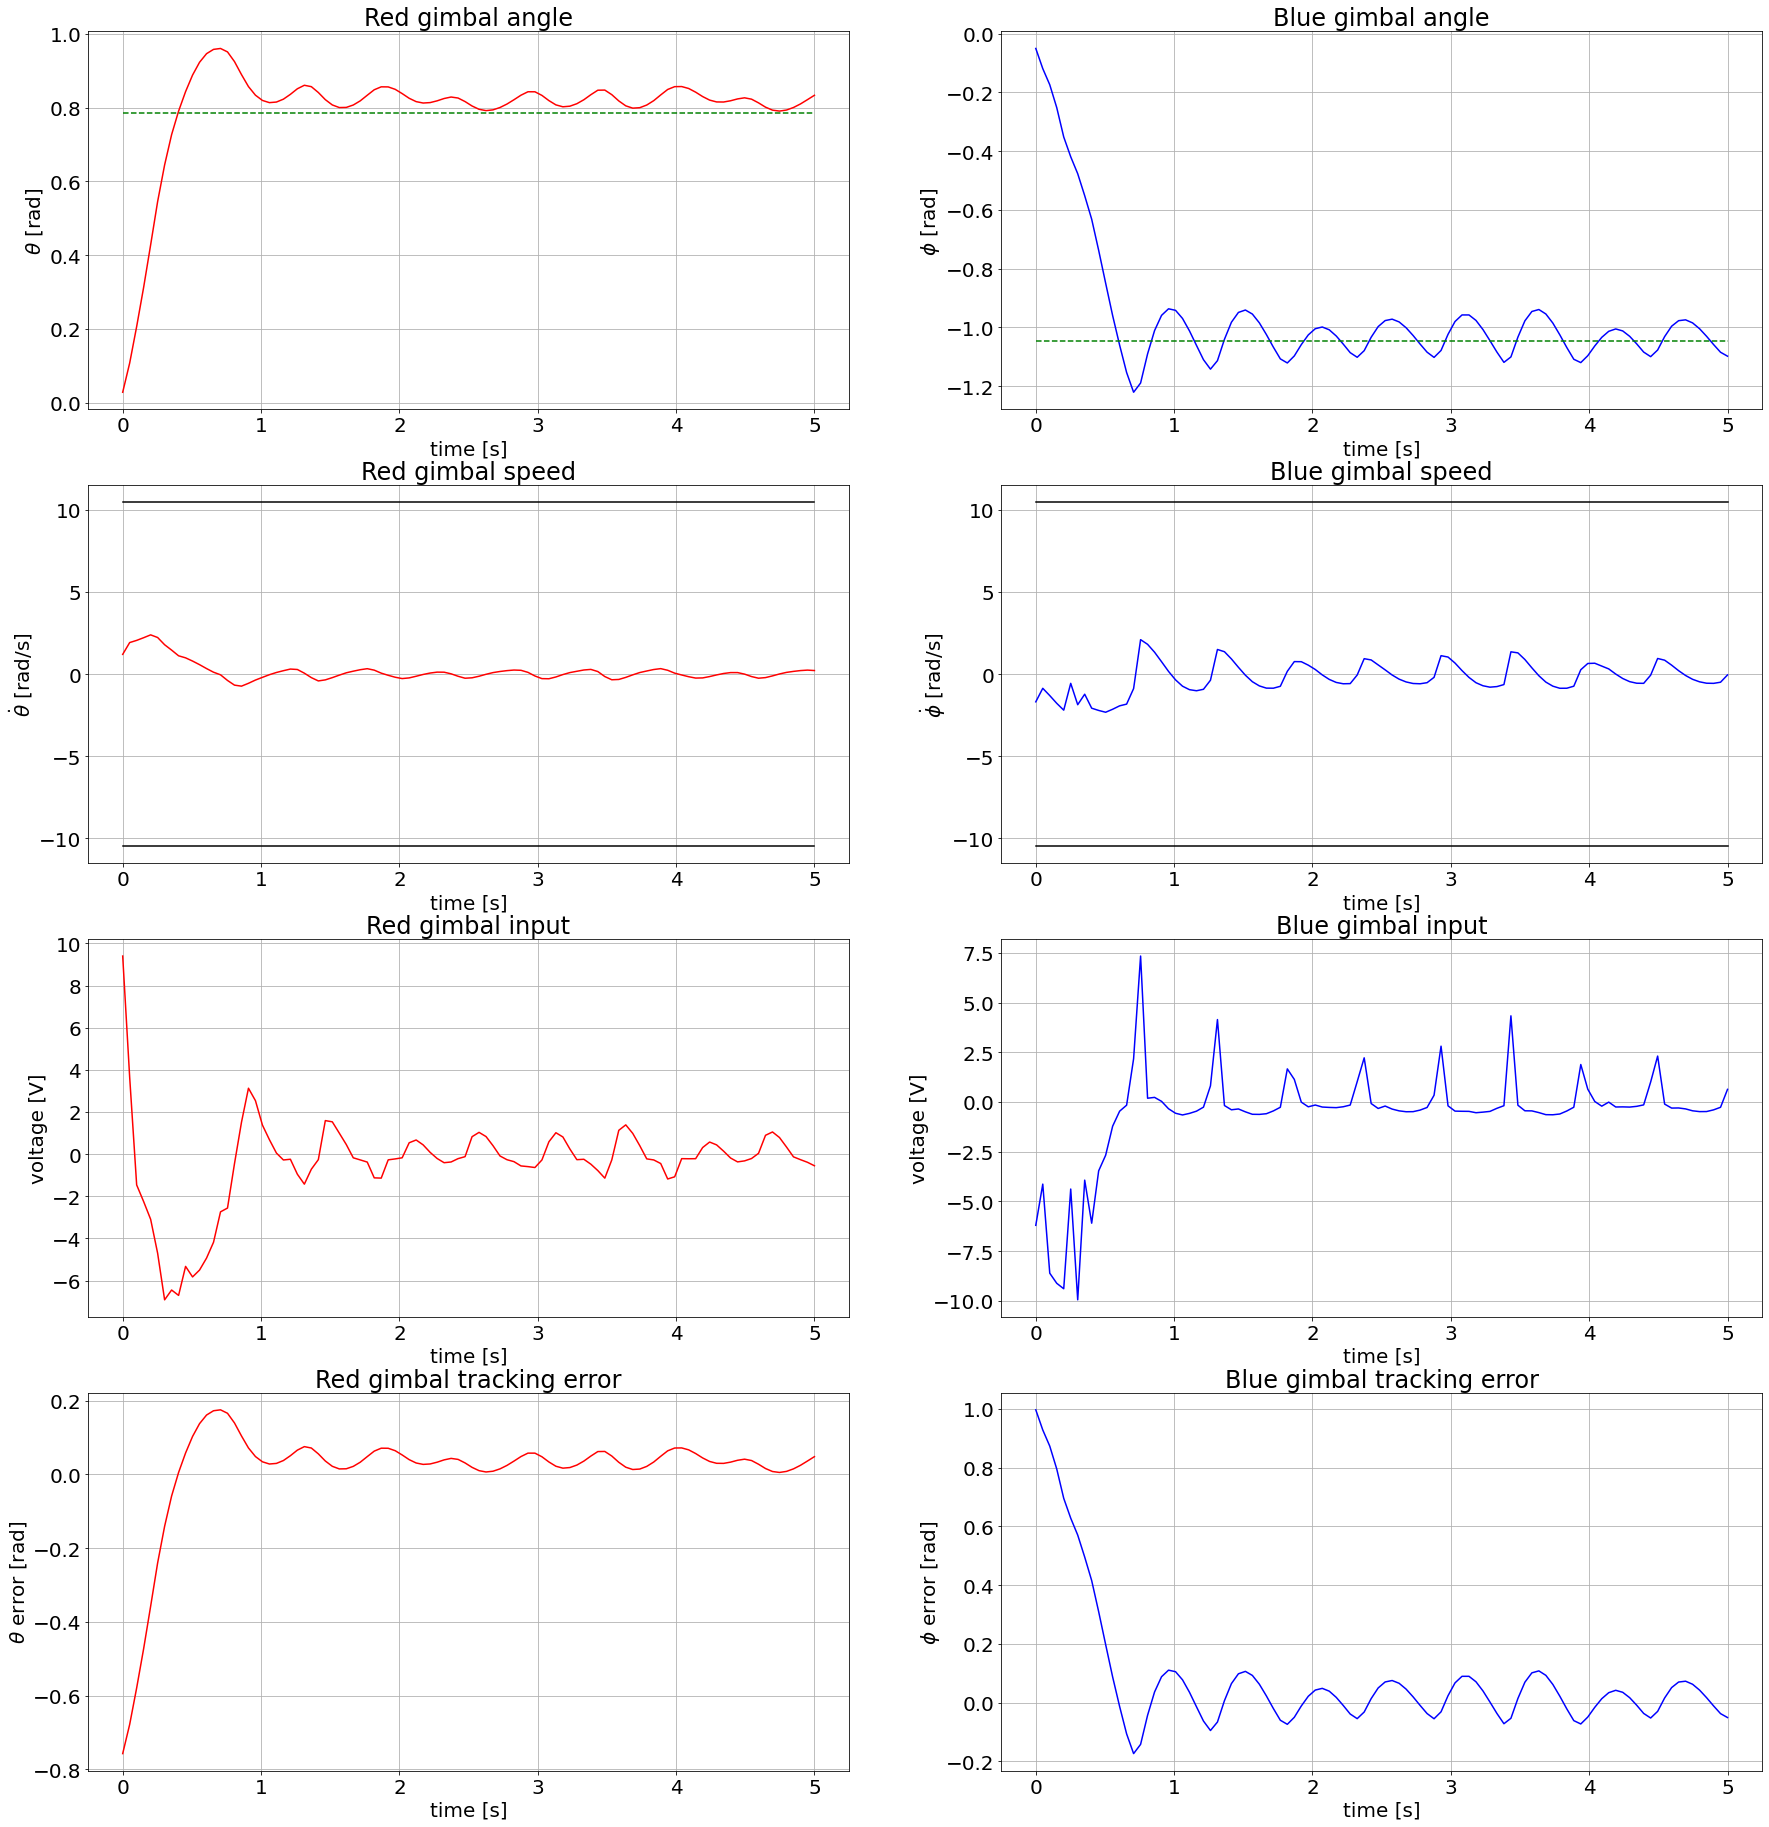 Red gimbal angle
1.0
0.8
0.6
0.4
0.2
0.0
θ [rad]
0 1 2 3 4 5
time [s]
Blue gimbal angle
0.0
−0.2
−0.4
−0.6
−0.8
−1.0
−1.2
ϕ [rad]
0 1 2 3 4 5
time [s]
Red gimbal speed
10
5
0
−5
−10
θ̇ [rad/s]
0 1 2 3 4 5
time [s]
Blue gimbal speed
10
5
0
−5
−10
ϕ̇ [rad/s]
0 1 2 3 4 5
time [s]
Red gimbal input
10
8
6
4
2
0
−2
−4
−6
voltage [V]
0 1 2 3 4 5
time [s]
Blue gimbal input
7.5
5.0
2.5
0.0
−2.5
−5.0
−7.5
−10.0
voltage [V]
0 1 2 3 4 5
time [s]
Red gimbal tracking error
0.2
0.0
−0.2
−0.4
−0.6
−0.8
θ error [rad]
0 1 2 3 4 5
time [s]
Blue gimbal tracking error
1.0
0.8
0.6
0.4
0.2
0.0
−0.2
ϕ error [rad]
0 1 2 3 4 5
time [s]